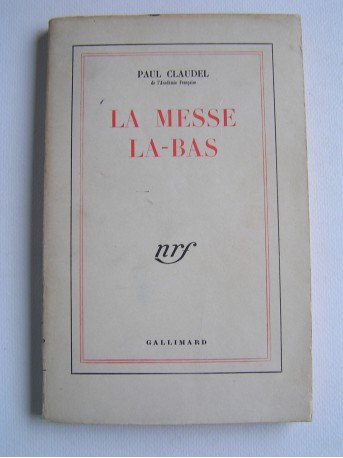 PAUL CLAUDEL
de l'Académie française
LA MESSE
LA-BAS
nrf
GALLIMARD